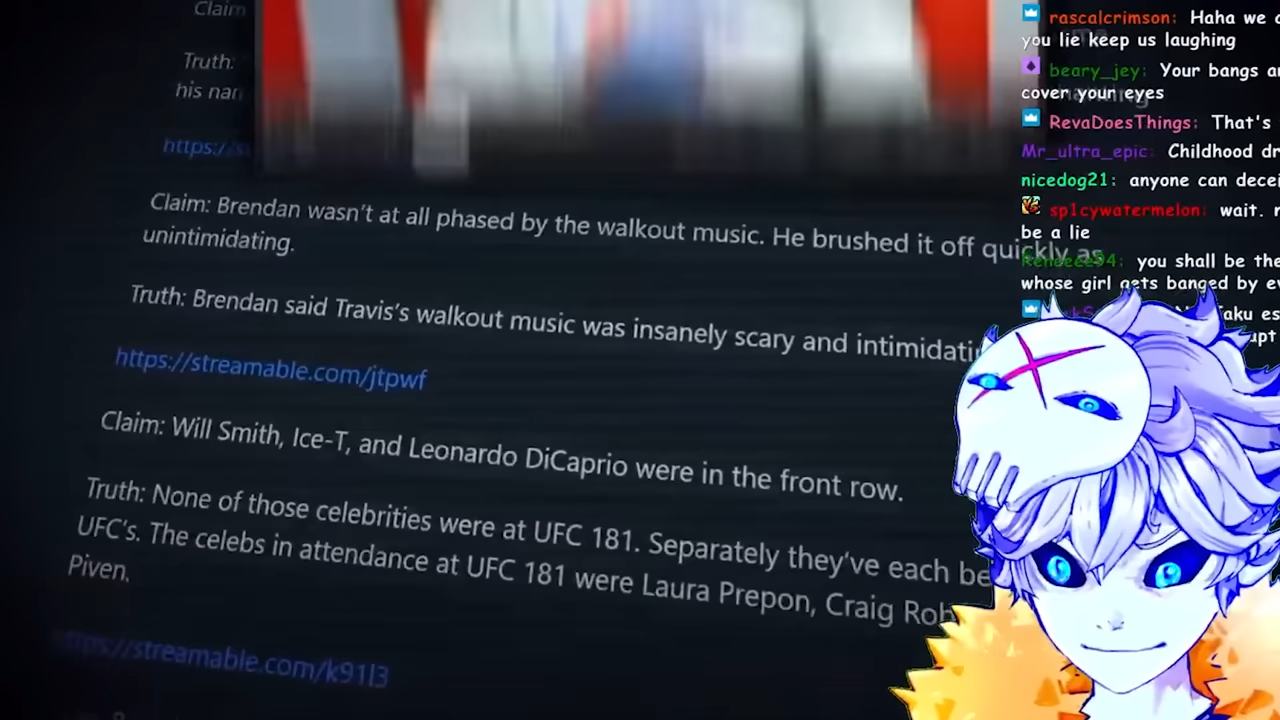 Claim
Truth:
his nan
https://s
Claim: Brendan wasn't at all phased by the walkout music. He brushed it off quickly as
unintimidating.
Truth: Brendan said Travis's walkout music was insanely scary and intimidati
https://streamable.com/jtpwf
Claim: Will Smith, Ice-T, and Leonardo DiCaprio were in the front row.
Truth: None of those celebrities were at UFC 181. Separately they've each be
UFC's. The celebs in attendance at UFC 181 were Laura Prepon, Craig Rob
Piven.
ttps://streamable.com/k91l3
rascalcrimson: Haha we
you lie keep us laughing
beary_jey: Your bangs
cover your eyes
RevaDoesThings: That's
Mr_ultra_epic: Childhood
nicedog21: anyone can decei
sp1cywatermelon: wait.
be a lie
you shall be the
whose girl gets banged by